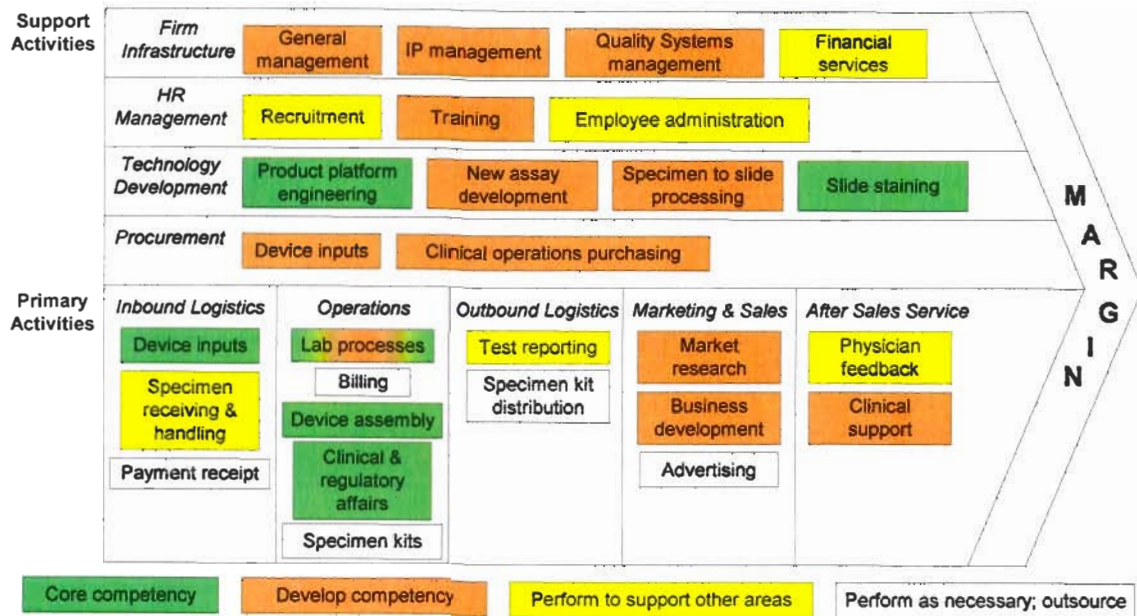 Support
Activities
Firm
Infrastructure
General
management
IP management
Quality Systems
management
Financial
services
HR
Management
Recruitment
Training
Employee administration
Technology
Development
Product platform
engineering
New assay
development
Specimen to slide
processing
Slide staining
Procurement
Device inputs
Clinical operations purchasing
MARGIN
Primary
Activities
Inbound Logistics
Device inputs
Specimen
receiving &
handling
Payment receipt
Operations
Lab processes
Billing
Device assembly
Clinical &
regulatory
affairs
Specimen kits
Outbound Logistics
Test reporting
Specimen kit
distribution
Marketing & Sales
Market
research
Business
development
Advertising
After Sales Service
Physician
feedback
Clinical
support
Core competency
Develop competency
Perform to support other areas
Perform as necessary; outsource